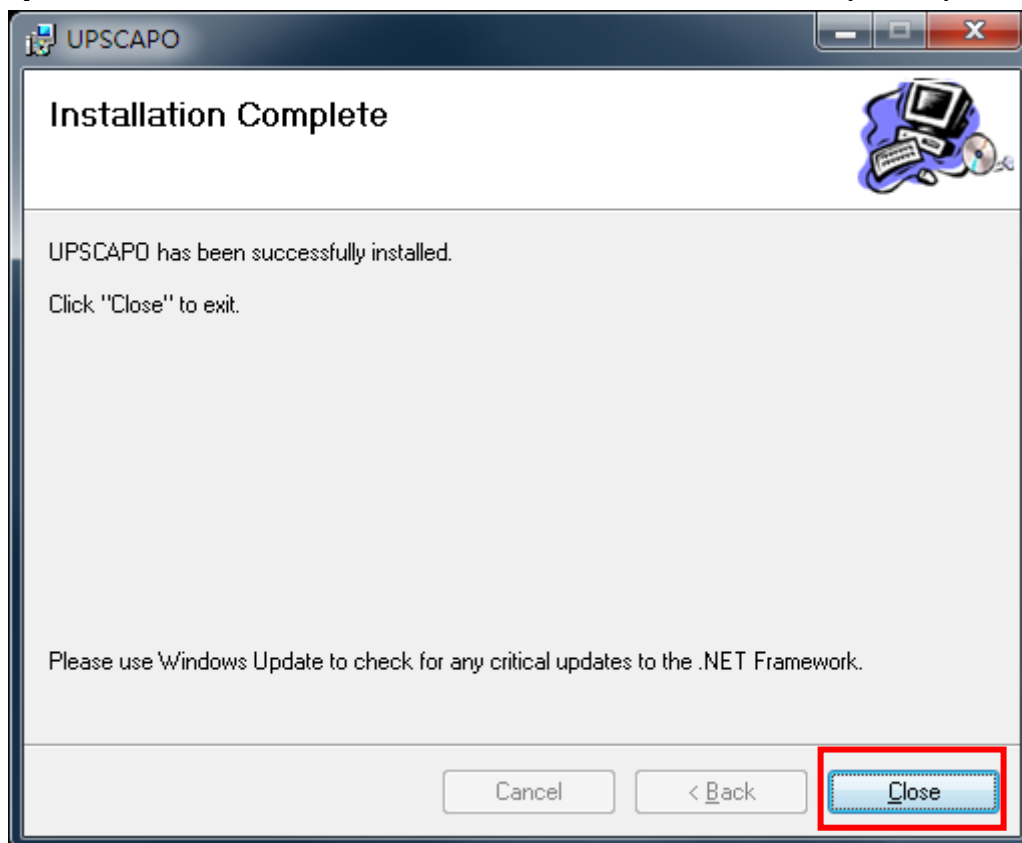 UPSCAPO
Installation Complete
UPSCAPO has been successfully installed.
Click "Close" to exit.
Please use Windows Update to check for any critical updates to the .NET Framework.
Cancel
< Back
Close